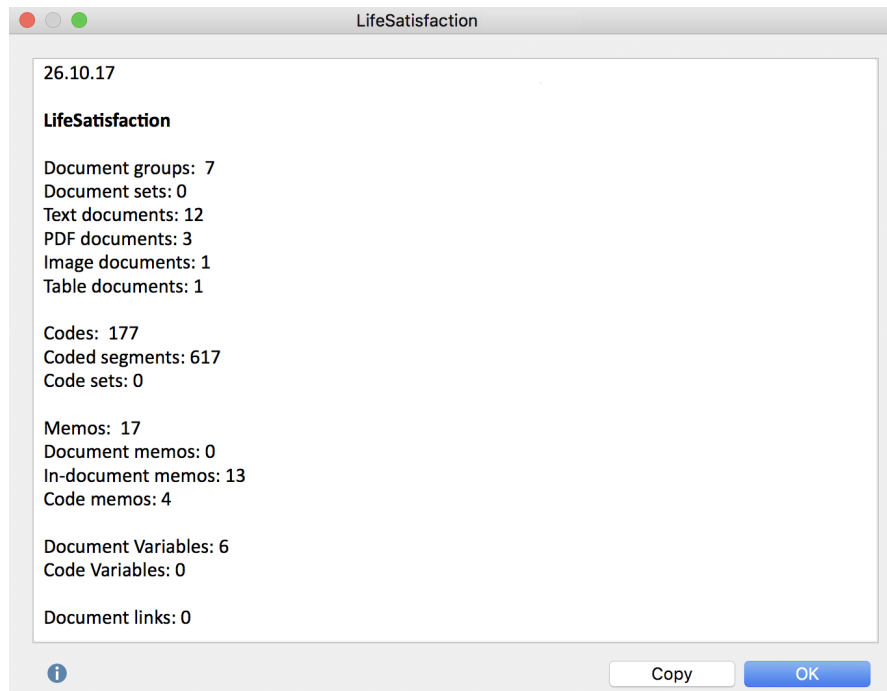 LifeSatisfaction
26.10.17
LifeSatisfaction
Document groups:  7
Document sets: 0
Text documents: 12
PDF documents: 3
Image documents: 1
Table documents: 1
Codes:  177
Coded segments: 617
Code sets: 0
Memos:  17
Document memos: 0
In-document memos: 13
Code memos: 4
Document Variables: 6
Code Variables: 0
Document links: 0
Copy OK